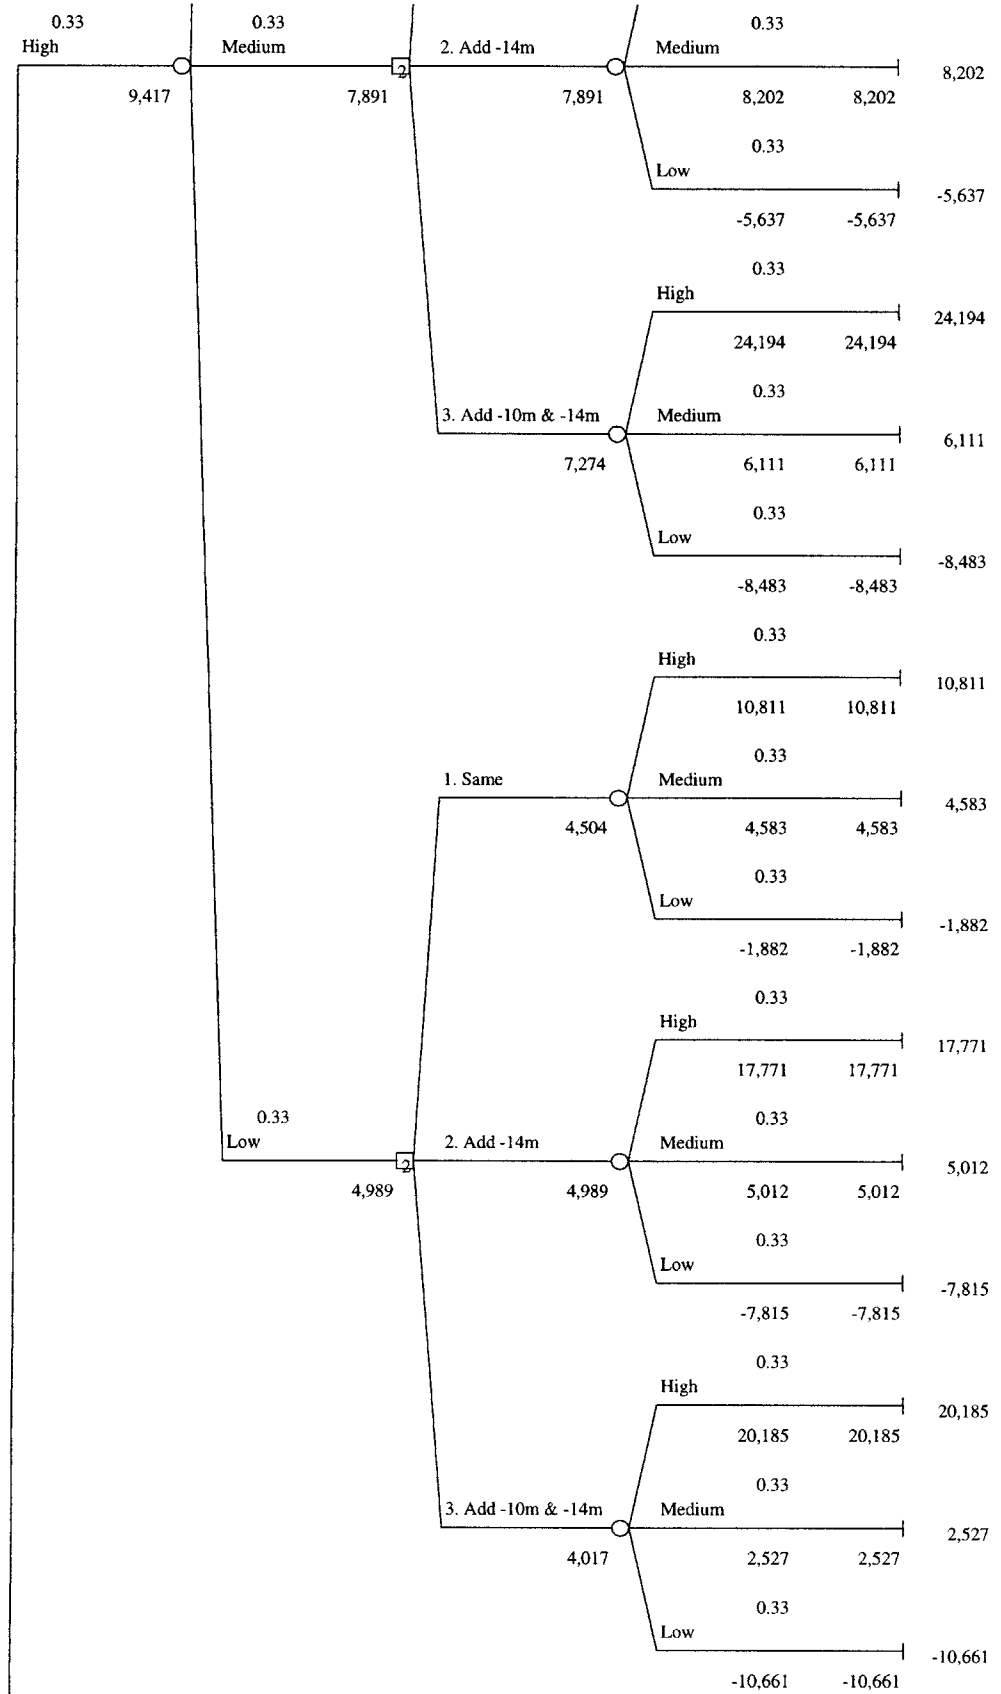 0.33 0.33 0.33
High Medium 2. Add -14m Medium
2 8,202
9,417 7,891 7,891 8,202 8,202
0.33
Low
-5,637
-5,637 -5,637
0.33
High
24,194
24,194 24,194
0.33
3. Add -10m & -14m Medium
6,111
7,274 6,111 6,111
0.33
Low
-8,483
-8,483 -8,483
0.33
High
10,811
10,811 10,811
0.33
1. Same Medium
4,583
4,504 4,583 4,583
0.33
Low
-1,882
-1,882 -1,882
0.33
High
17,771
17,771 17,771
0.33 0.33
Low 2. Add -14m Medium
2 5,012
4,989 4,989 5,012 5,012
0.33
Low
-7,815
-7,815 -7,815
0.33
High
20,185
20,185 20,185
0.33
3. Add -10m & -14m Medium
2,527
4,017 2,527 2,527
0.33
Low
-10,661
-10,661 -10,661